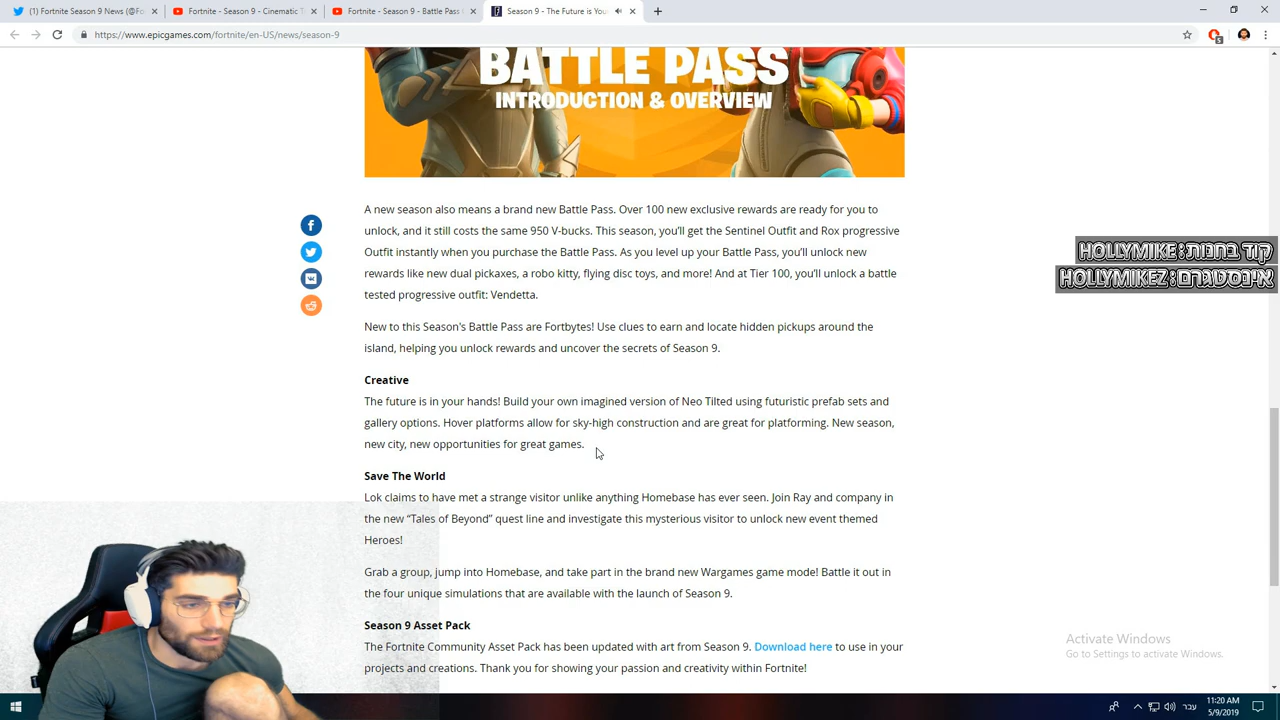 (1) Fortnite Season 9 News (@Fo
Fortnite - Season 9 - Cinematic T
Fortnite - Season 9 - Battle Pass
Season 9 - The Future is You
https://www.epicgames.com/fortnite/en-US/news/season-9
5
BATTLE PASS
INTRODUCTION & OVERVIEW
A new season also means a brand new Battle Pass. Over 100 new exclusive rewards are ready for you to
unlock, and it still costs the same 950 V-bucks. This season, you'll get the Sentinel Outfit and Rox progressive
Outfit instantly when you purchase the Battle Pass. As you level up your Battle Pass, you'll unlock new
rewards like new dual pickaxes, a robo kitty, flying disc toys, and more! And at Tier 100, you'll unlock a battle
tested progressive outfit: Vendetta.
קוד בחנות: HOLLYMIKE
אינסטגרם: HOLLYMIKEZ
New to this Season's Battle Pass are Fortbytes! Use clues to earn and locate hidden pickups around the
island, helping you unlock rewards and uncover the secrets of Season 9.
Creative
The future is in your hands! Build your own imagined version of Neo Tilted using futuristic prefab sets and
gallery options. Hover platforms allow for sky-high construction and are great for platforming. New season,
new city, new opportunities for great games.
Save The World
Lok claims to have met a strange visitor unlike anything Homebase has ever seen. Join Ray and company in
the new “Tales of Beyond” quest line and investigate this mysterious visitor to unlock new event themed
Heroes!
Grab a group, jump into Homebase, and take part in the brand new Wargames game mode! Battle it out in
the four unique simulations that are available with the launch of Season 9.
Season 9 Asset Pack
The Fortnite Community Asset Pack has been updated with art from Season 9. Download here to use in your
projects and creations. Thank you for showing your passion and creativity within Fortnite!
Activate Windows
Go to Settings to activate Windows.
עבר
11:20 AM
5/9/2019